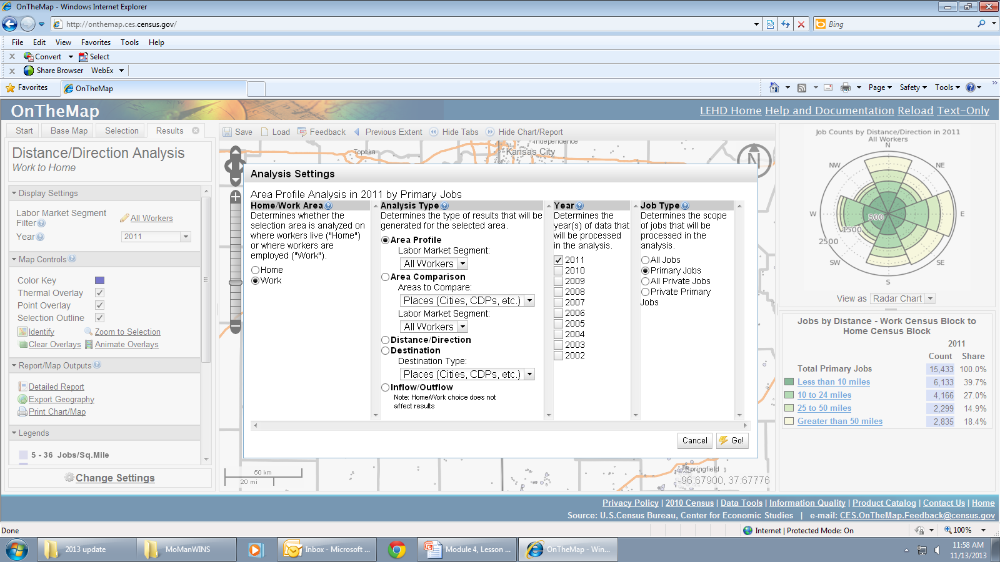 OnTheMap - Windows Internet Explorer
http://onthemap.ces.census.gov/
Bing
File Edit View Favorites Tools Help
x Convert Select
x Share Browser WebEx
Favorites OnTheMap Page Safety Tools »
OnTheMap
LEHD Home Help and Documentation Reload Text-Only
Start Base Map Selection Results
Save Load Feedback Previous Extent Hide Tabs Hide Chart/Report
Distance/Direction Analysis
Work to Home
Display Settings
Labor Market Segment
Filter All Workers
Year 2011
Map Controls
Color Key
Thermal Overlay
Point Overlay
Selection Outline
Identify Zoom to Selection
Clear Overlays Animate Overlays
Report/Map Outputs
Detailed Report
Export Geography
Print Chart/Map
Legends
5 - 36 Jobs/Sq.Mile
Change Settings
Topeka
Independence
Kansas City
N
Analysis Settings
Area Profile Analysis in 2011 by Primary Jobs
Home/Work Area
Determines whether the
selection area is analyzed on
where workers live ("Home")
or where workers are
employed ("Work").
Home
Work
Analysis Type
Determines the type of results that will be
generated for the selected area.
Area Profile
Labor Market Segment:
All Workers
Area Comparison
Areas to Compare:
Places (Cities, CDPs, etc.)
Labor Market Segment:
All Workers
Distance/Direction
Destination
Destination Type:
Places (Cities, CDPs, etc.)
Inflow/Outflow
Note: Home/Work choice does not
affect results
Year
Determines the
year(s) of data that
will be processed
in the analysis.
2011
2010
2009
2008
2007
2006
2005
2004
2003
2002
Job Type
Determines the scope
of jobs that will be
processed in the
analysis.
All Jobs
Primary Jobs
All Private Jobs
Private Primary
Jobs
Cancel Go!
50 km
20 mi
Springfield
-96.67900, 37.67776
Job Counts by Distance/Direction in 2011
All Workers
N
NW NE
W E
500
1500
2500
SW SE
S
View as Radar Chart
Jobs by Distance - Work Census Block to
Home Census Block
2011
Count Share
Total Primary Jobs 15,433 100.0%
Less than 10 miles 6,133 39.7%
10 to 24 miles 4,166 27.0%
25 to 50 miles 2,299 14.9%
Greater than 50 miles 2,835 18.4%
Privacy Policy | 2010 Census | Data Tools | Information Quality | Product Catalog | Contact Us | Home
Source: U.S.Census Bureau, Center for Economic Studies | e-mail: CES.OnTheMap.Feedback@census.gov
Done Internet | Protected Mode: On 100%
2013 update MoManWINS Inbox - Microsoft ... Module 4, Lesson ... OnTheMap - Win...
11:58 AM
11/13/2013